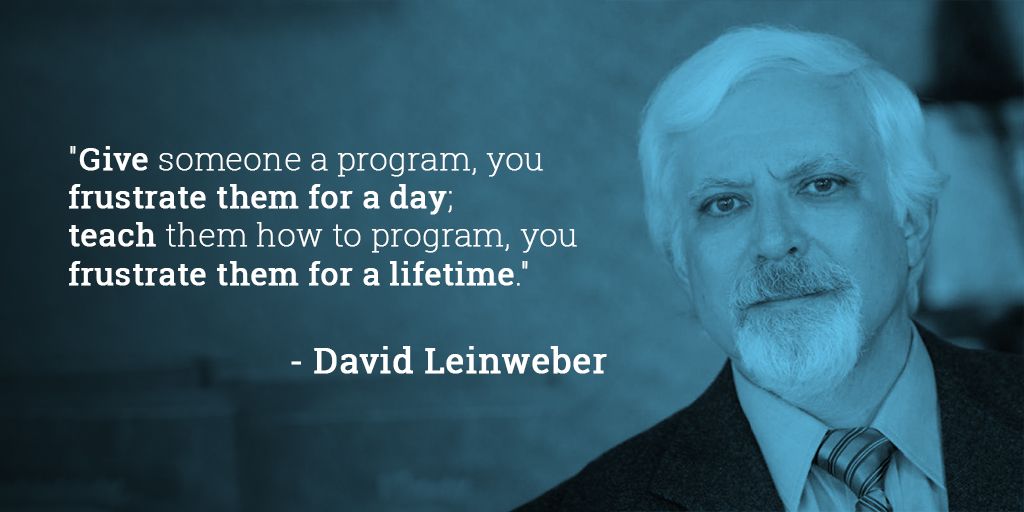 "Give someone a program, you
frustrate them for a day;
teach them how to program, you
frustrate them for a lifetime."
- David Leinweber